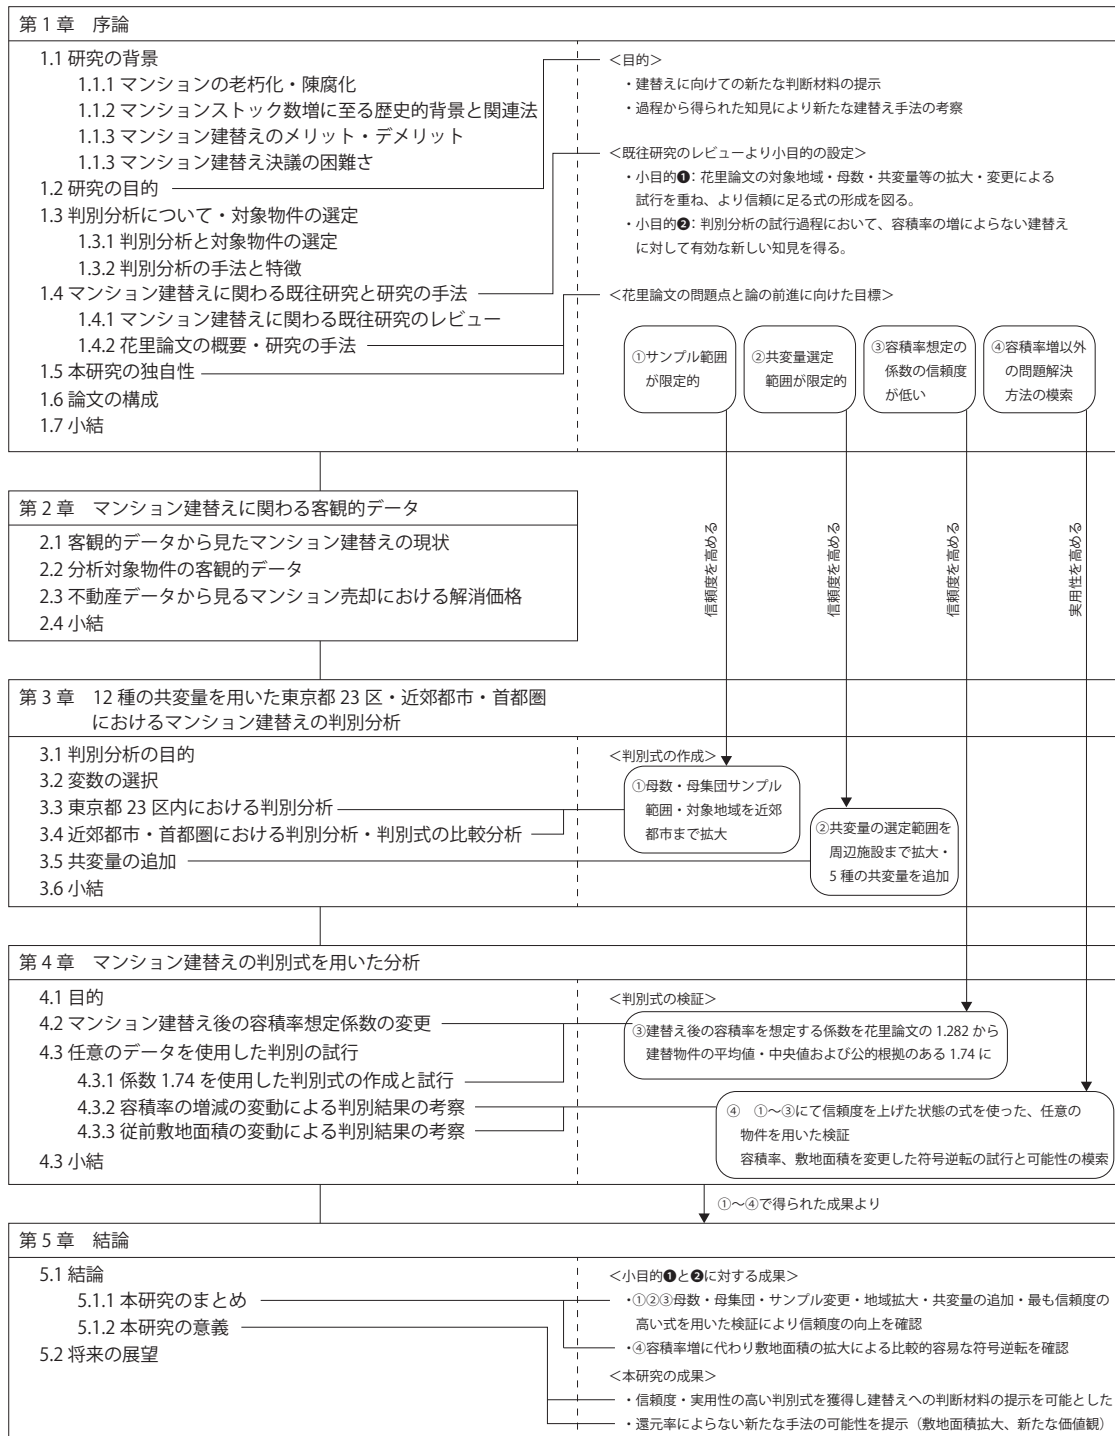 第1章　序論
1.1 研究の背景
1.1.1 マンションの老朽化・陳腐化
1.1.2 マンションストック数増に至る歴史的背景と関連法
1.1.3 マンション建替えのメリット・デメリット
1.1.3 マンション建替え決議の困難さ
1.2 研究の目的
1.3 判別分析について・対象物件の選定
1.3.1 判別分析と対象物件の選定
1.3.2 判別分析の手法と特徴
1.4 マンション建替えに関わる既往研究と研究の手法
1.4.1 マンション建替えに関わる既往研究のレビュー
1.4.2 花里論文の概要・研究の手法
1.5 本研究の独自性
1.6 論文の構成
1.7 小結
＜目的＞
・建替えに向けての新たな判断材料の提示
・過程から得られた知見により新たな建替え手法の考察
＜既往研究のレビューより小目的の設定＞
・小目的❶：花里論文の対象地域・母数・共変量等の拡大・変更による
試行を重ね、より信頼に足る式の形成を図る。
・小目的❷：判別分析の試行過程において、容積率の増によらない建替え
に対して有効な新しい知見を得る。
＜花里論文の問題点と論の前進に向けた目標＞
①サンプル範囲
が限定的
②共変量選定
範囲が限定的
③容積率想定の
係数の信頼度
が低い
④容積率増以外
の問題解決
方法の模索
信頼度を高める
信頼度を高める
信頼度を高める
実用性を高める
第2章　マンション建替えに関わる客観的データ
2.1 客観的データから見たマンション建替えの現状
2.2 分析対象物件の客観的データ
2.3 不動産データから見るマンション売却における解消価格
2.4 小結
第3章　12種の共変量を用いた東京都23区・近郊都市・首都圏
におけるマンション建替えの判別分析
3.1 判別分析の目的
3.2 変数の選択
3.3 東京都23区内における判別分析
3.4 近郊都市・首都圏における判別分析・判別式の比較分析
3.5 共変量の追加
3.6 小結
＜判別式の作成＞
①母数・母集団サンプル
範囲・対象地域を近郊
都市まで拡大
②共変量の選定範囲を
周辺施設まで拡大・
5種の共変量を追加
第4章　マンション建替えの判別式を用いた分析
4.1 目的
4.2 マンション建替え後の容積率想定係数の変更
4.3 任意のデータを使用した判別の試行
4.3.1 係数1.74を使用した判別式の作成と試行
4.3.2 容積率の増減の変動による判別結果の考察
4.3.3 従前敷地面積の変動による判別結果の考察
4.3 小結
＜判別式の検証＞
③建替え後の容積率を想定する係数を花里論文の1.282から
建替物件の平均値・中央値および公的根拠のある1.74に
④　①～③にて信頼度を上げた状態の式を使った、任意の
物件を用いた検証
容積率、敷地面積を変更した符号逆転の試行と可能性の模索
①～④で得られた成果より
第5章　結論
5.1 結論
5.1.1 本研究のまとめ
5.1.2 本研究の意義
5.2 将来の展望
＜小目的❶と❷に対する成果＞
・①②③母数・母集団・サンプル変更・地域拡大・共変量の追加・最も信頼度の
高い式を用いた検証により信頼度の向上を確認
・④容積率増に代わり敷地面積の拡大による比較的容易な符号逆転を確認
＜本研究の成果＞
・信頼度・実用性の高い判別式を獲得し建替えへの判断材料の提示を可能とした
・還元率によらない新たな手法の可能性を提示（敷地面積拡大、新たな価値観）